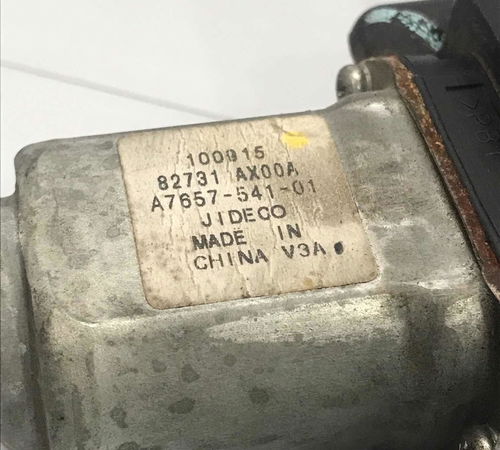 100915
82731 AX00A
A7657-541-01
JIDECO
MADE IN
CHINA V3A